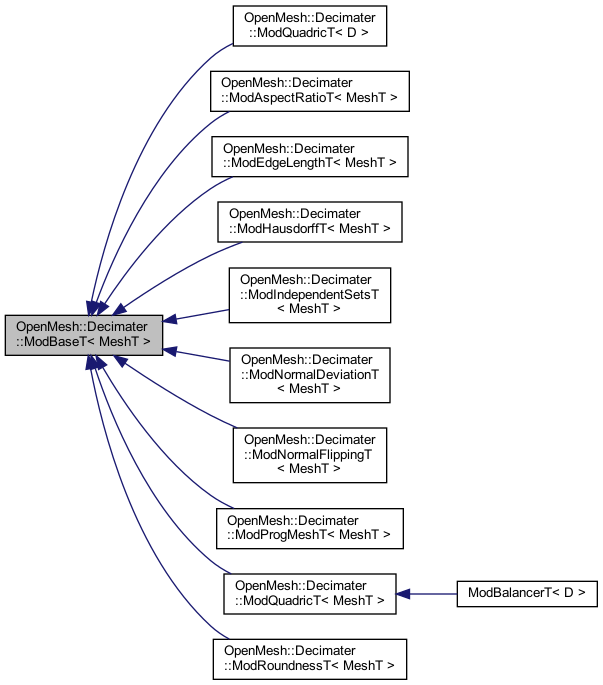 OpenMesh::Decimater
::ModQuadricT< D >
OpenMesh::Decimater
::ModAspectRatioT< MeshT >
OpenMesh::Decimater
::ModEdgeLengthT< MeshT >
OpenMesh::Decimater
::ModHausdorffT< MeshT >
OpenMesh::Decimater
::ModIndependentSetsT
< MeshT >
OpenMesh::Decimater
::ModBaseT< MeshT >
OpenMesh::Decimater
::ModNormalDeviationT
< MeshT >
OpenMesh::Decimater
::ModNormalFlippingT
< MeshT >
OpenMesh::Decimater
::ModProgMeshT< MeshT >
OpenMesh::Decimater
::ModQuadricT< MeshT >
ModBalancerT< D >
OpenMesh::Decimater
::ModRoundnessT< MeshT >